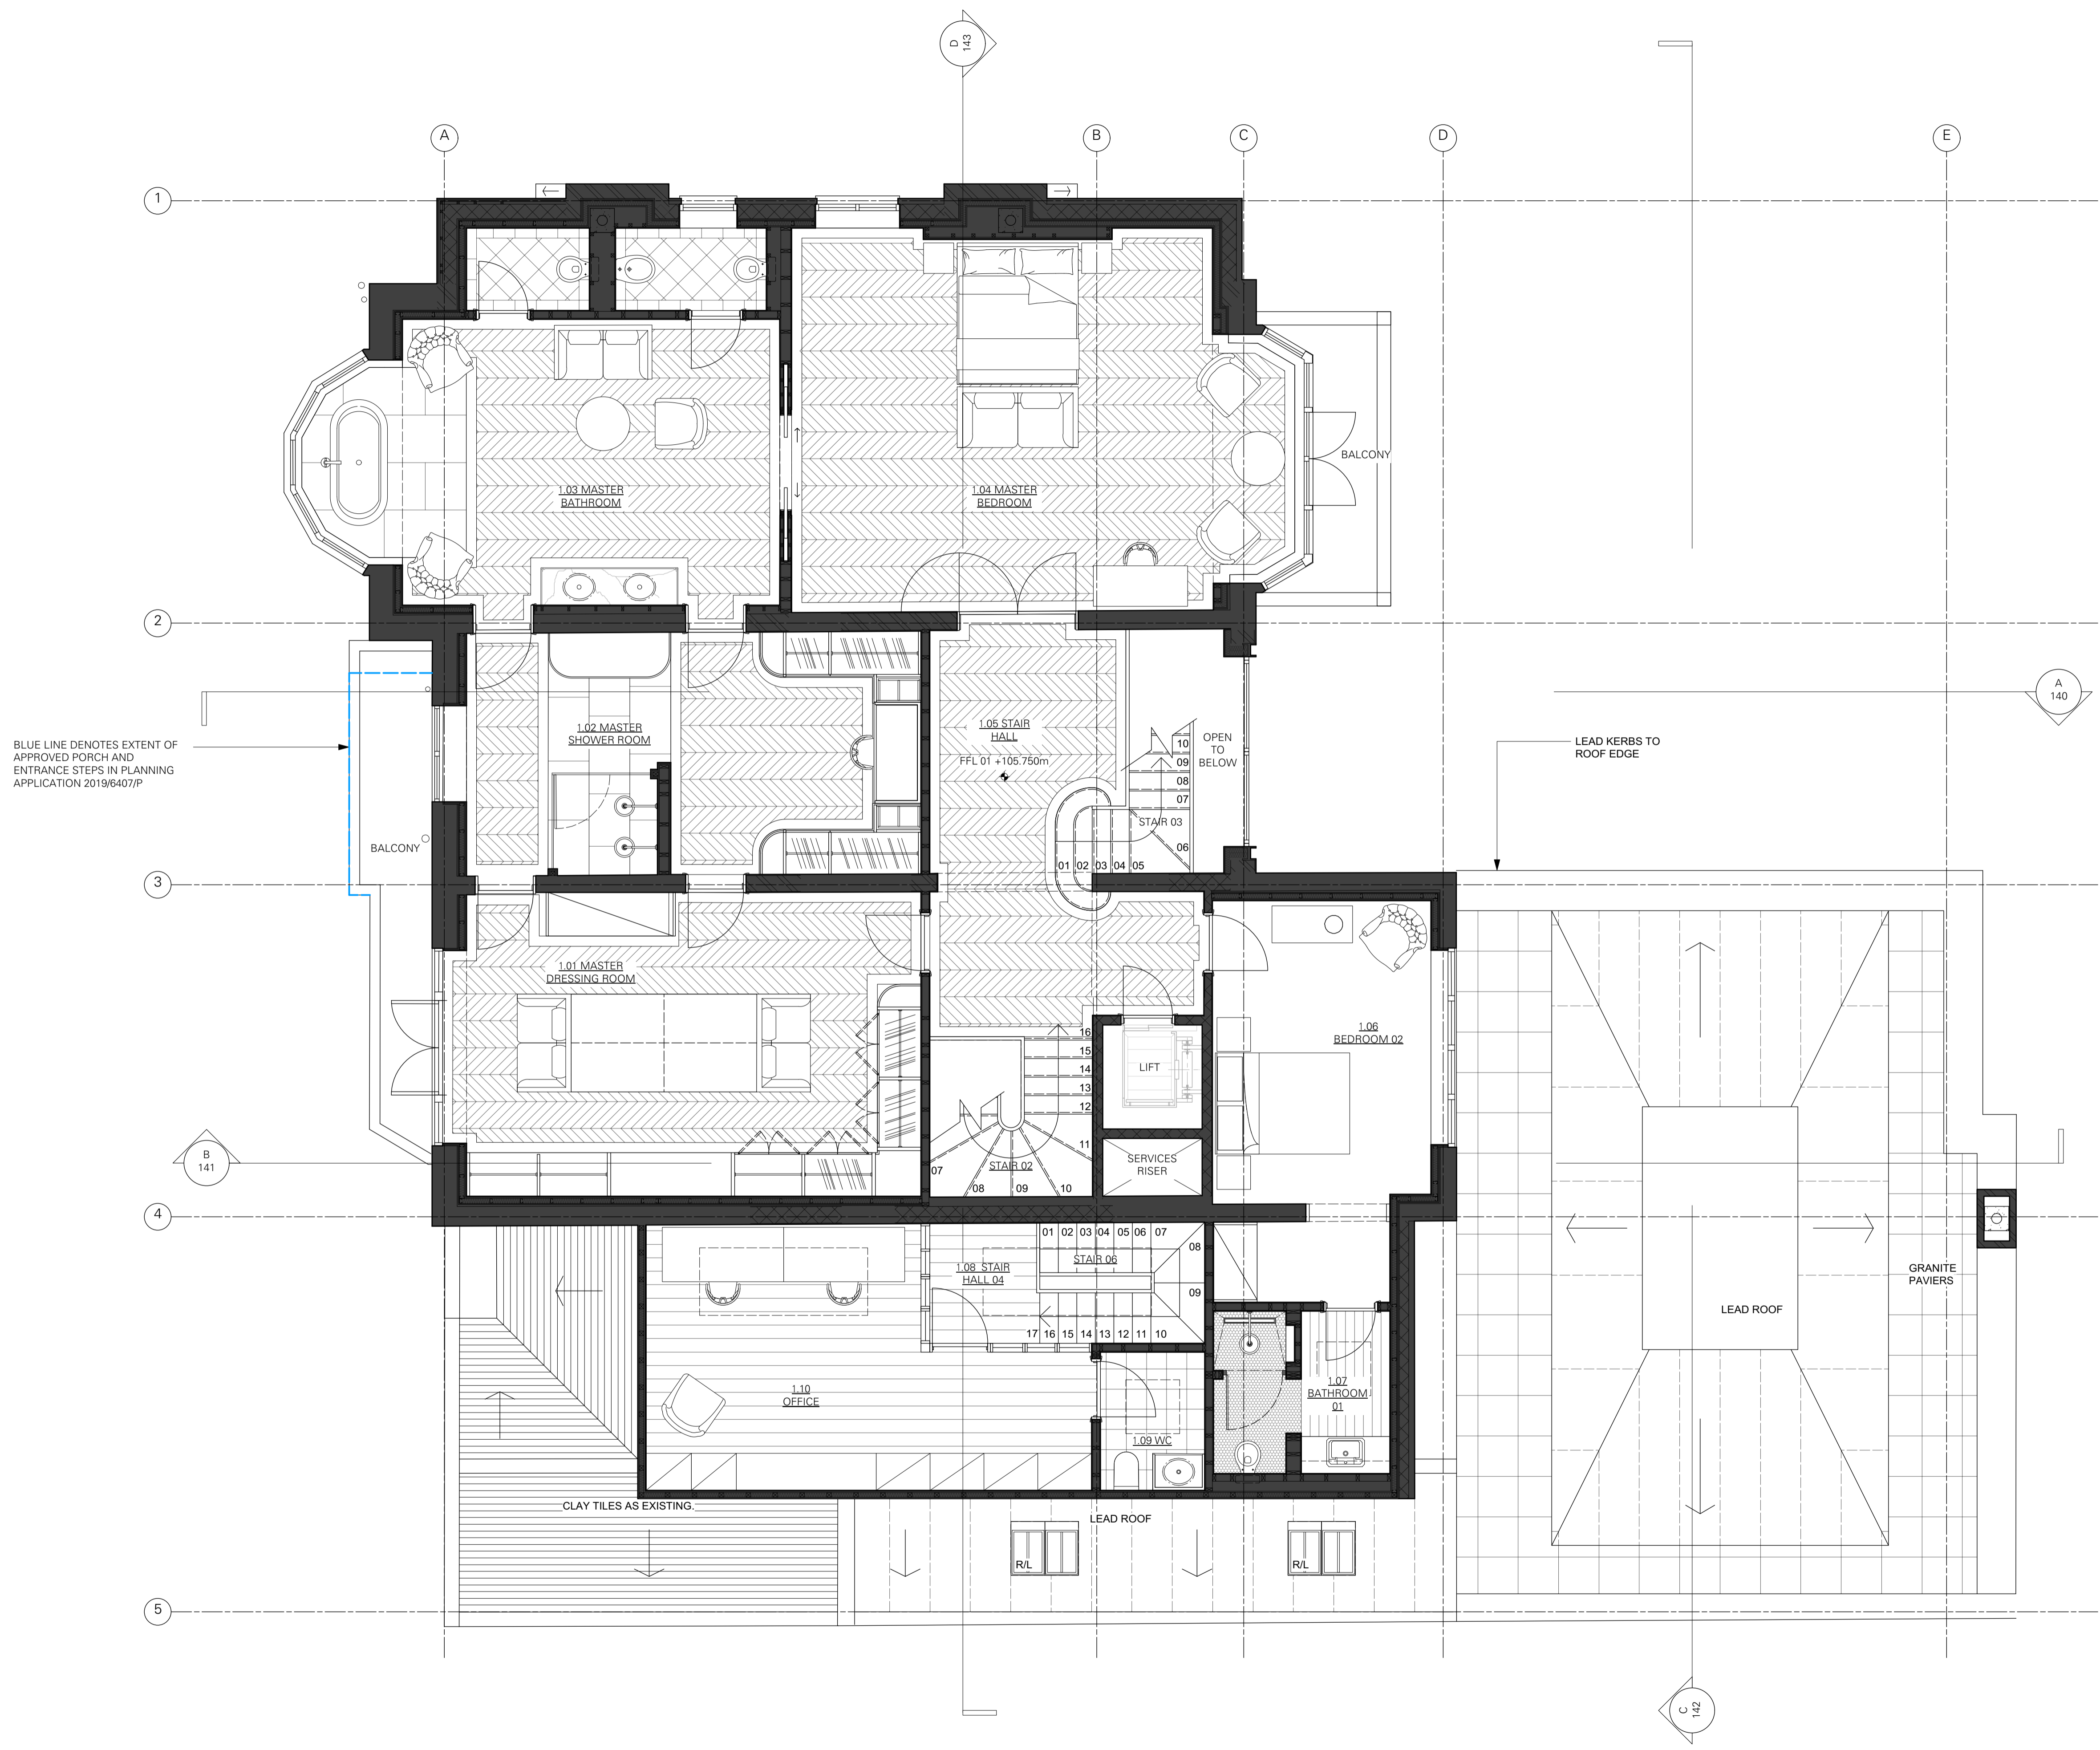 D
143
A
B
C
D
E
1
BALCONY
1.03 MASTER
BATHROOM
1.04 MASTER
BEDROOM
2
A
140
1.02 MASTER
SHOWER ROOM
1.05 STAIR
HALL
FFL 01 +105.750m
OPEN
TO
BELOW
10
09
08
07
STAIR 03
06
01
02
03
04
05
LEAD KERBS TO
ROOF EDGE
BLUE LINE DENOTES EXTENT OF
APPROVED PORCH AND
ENTRANCE STEPS IN PLANNING
APPLICATION 2019/6407/P
BALCONY
3
1.01 MASTER
DRESSING ROOM
1.06
BEDROOM 02
16
15
14
13
12
11
LIFT
STAIR 02
07
08
09
10
SERVICES
RISER
B
141
4
01
02
03
04
05
06
07
STAIR 06
08
09
1.08 STAIR
HALL 04
17
16
15
14
13
12
11
10
GRANITE
PAVIERS
LEAD ROOF
1.10
OFFICE
1.07
BATHROOM
01
1.09 WC
CLAY TILES AS EXISTING.
LEAD ROOF
R/L
R/L
5
C
142